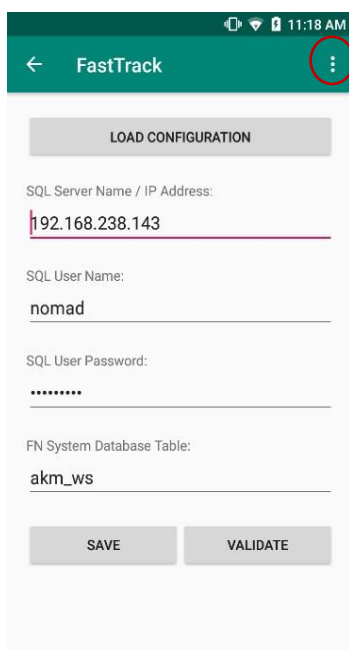 11:18 AM
FastTrack
LOAD CONFIGURATION
SQL Server Name / IP Address:
192.168.238.143
SQL User Name:
nomad
SQL User Password:
•••••••••
FN System Database Table:
akm_ws
SAVE VALIDATE